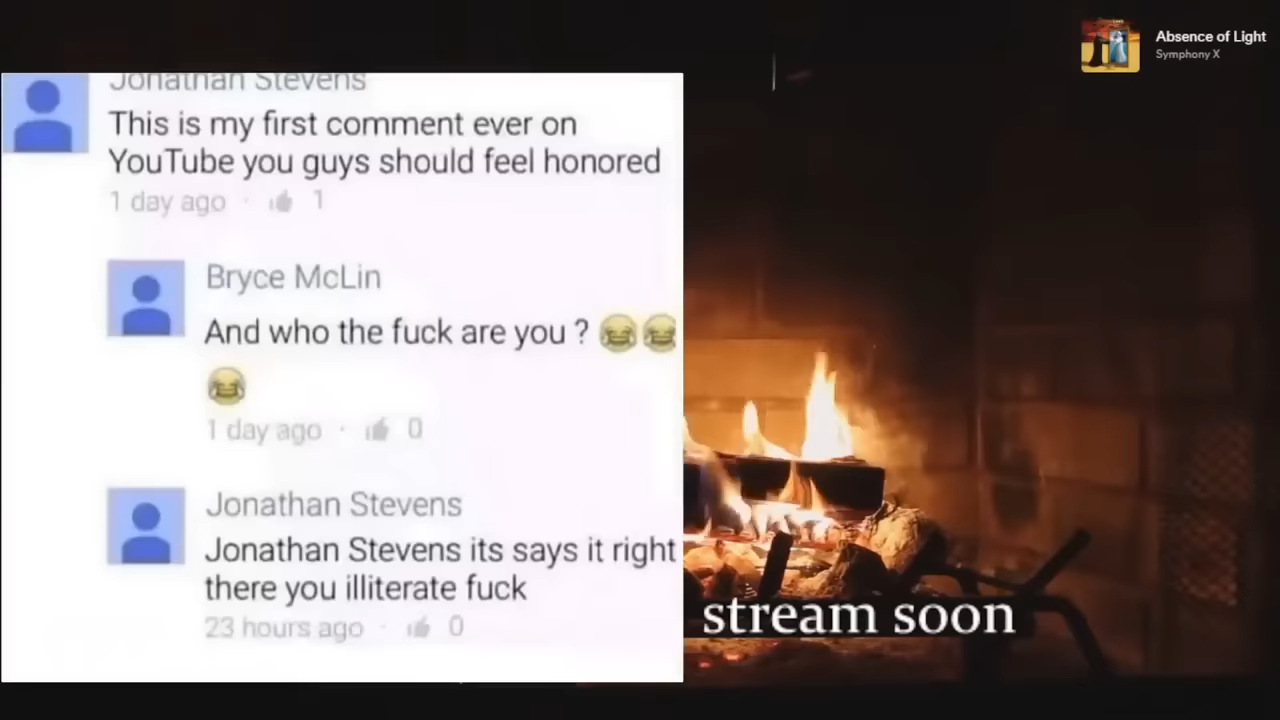 Jonathan Stevens
This is my first comment ever on
YouTube you guys should feel honored
1 day ago · 1
Bryce McLin
And who the fuck are you ? 😂😂
😂
1 day ago · 0
Jonathan Stevens
Jonathan Stevens its says it right
there you illiterate fuck
23 hours ago · 0
Absence of Light
Symphony X
stream soon